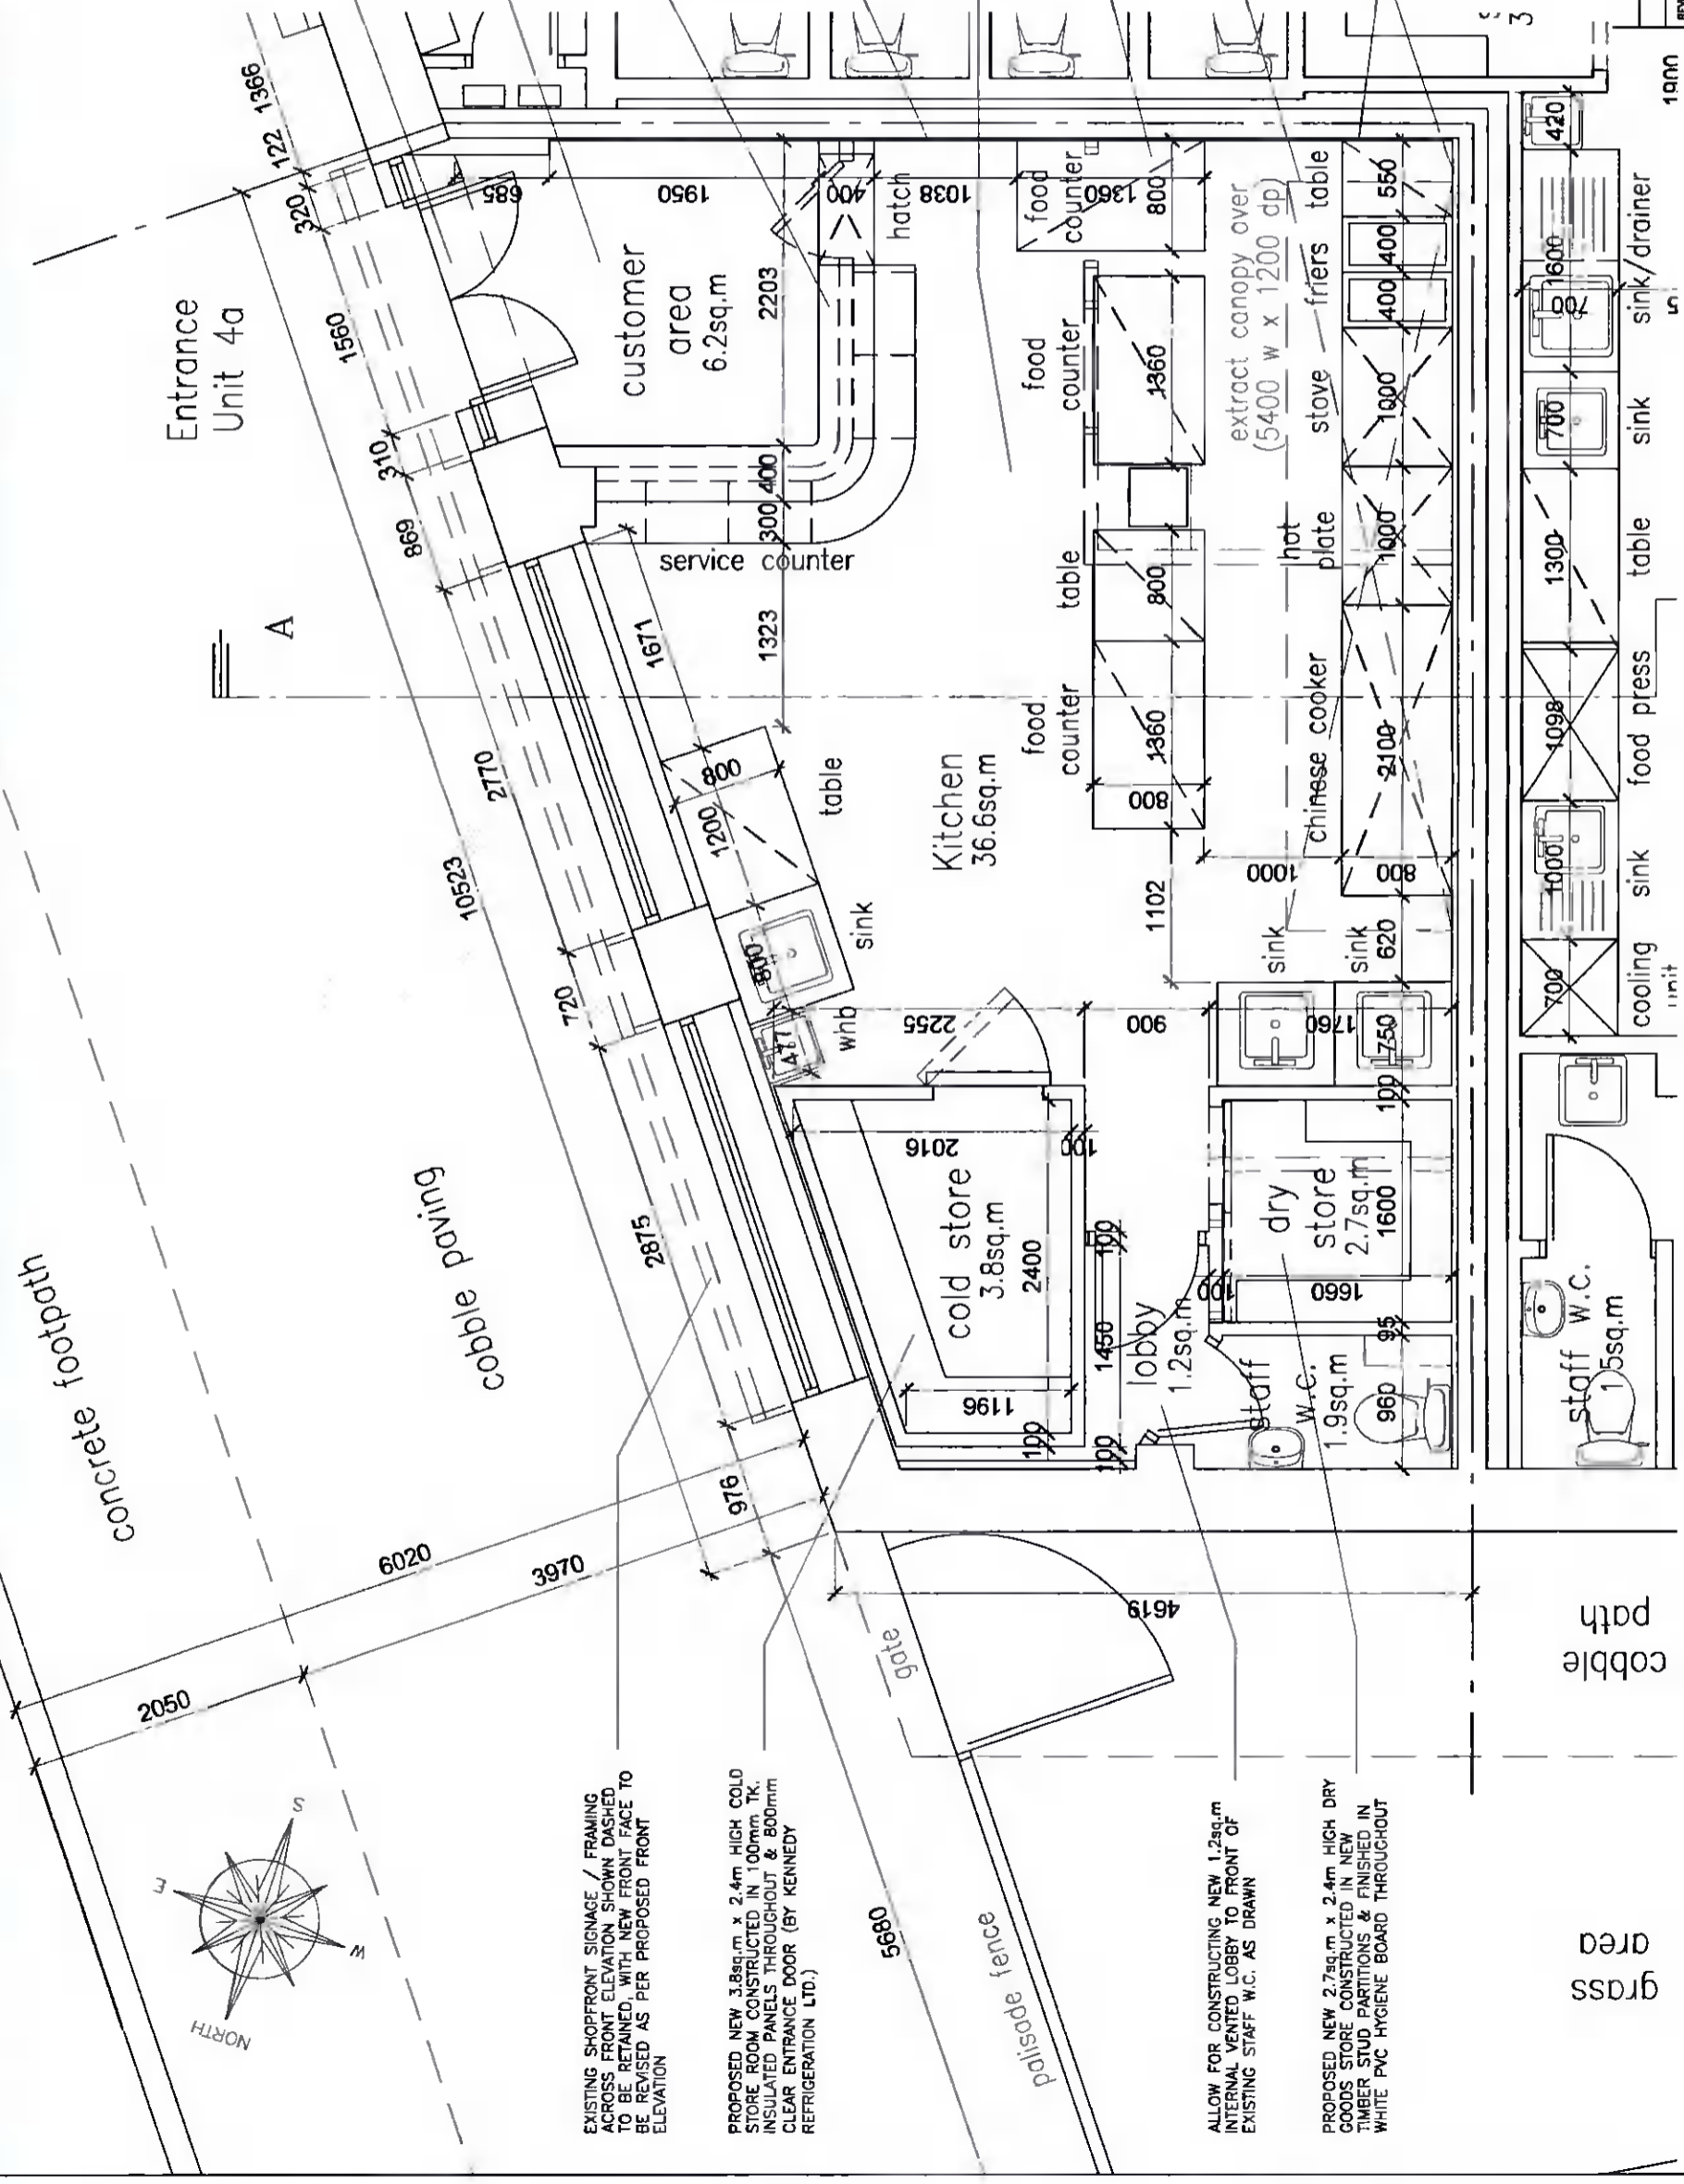 concrete footpath
cobble paving
Entrance
Unit 4a
A
1366
122
320
1560
310
869
2770
10523
720
2875
976
6020
3970
2050
5680
4619
685
1950
400
1038
1360
800
customer
area
6.2sq.m
2203
hatch
400
300
service counter
1323
1671
800
1200
table
800
sink
477
whb
Kitchen
36.6sq.m
food
counter
food
counter
1360
table
800
food
counter
1360
800
extract canopy over
(5400 w x 1200 dp)
table
friers
stove
hot
plate
chinese cooker
550
400
400
1000
1000
2100
800
1000
1102
620
sink
sink
2255
900
1760
750
100
cold store
3.8sq.m
2400
2016
100
1196
100
100
1450
100
lobby
1.2sq.m
100
dry
store
2.7sq.m
1600
1660
95
staff
w.c.
1.9sq.m
960
420
1600
700
sink/drainer
700
sink
1300
table
1098
food press
1000
sink
700
cooling
unit
1900
staff w.c.
1.5sq.m
gate
palisade fence
cobble
path
grass
area
NORTH
E
S
W
EXISTING SHOPFRONT SIGNAGE / FRAMING
ACROSS FRONT ELEVATION SHOWN DASHED
TO BE RETAINED, WITH NEW FRONT FACE TO
BE REVISED AS PER PROPOSED FRONT
ELEVATION
PROPOSED NEW 3.8sq.m x 2.4m HIGH COLD
STORE ROOM CONSTRUCTED IN 100mm TK.
INSULATED PANELS THROUGHOUT & 800mm
CLEAR ENTRANCE DOOR (BY KENNEDY
REFRIGERATION LTD.)
ALLOW FOR CONSTRUCTING NEW 1.2sq.m
INTERNAL VENTED LOBBY TO FRONT OF
EXISTING STAFF W.C. AS DRAWN
PROPOSED NEW 2.7sq.m x 2.4m HIGH DRY
GOODS STORE CONSTRUCTED IN NEW
TIMBER STUD PARTITIONS & FINISHED IN
WHITE PVC HYGIENE BOARD THROUGHOUT